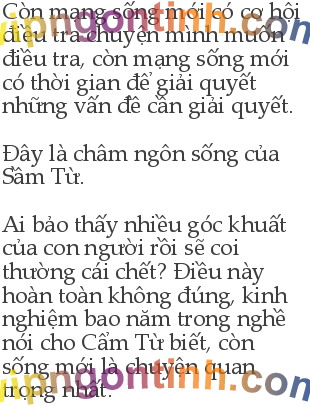 Còn mạng sống mới có cơ hội
điều tra chuyện mình muốn
điều tra, còn mạng sống mới
có thời gian để giải quyết
những vấn đề cần giải quyết.
Đây là châm ngôn sống của
Sầm Từ.
Ai bảo thấy nhiều góc khuất
của con người rồi sẽ coi
thường cái chết? Điều này
hoàn toàn không đúng, kinh
nghiệm bao năm trong nghề
nói cho Cẩm Từ biết, còn
sống mới là chuyện quan
trọng nhất.
vipngontinh.com
vipngontinh.com